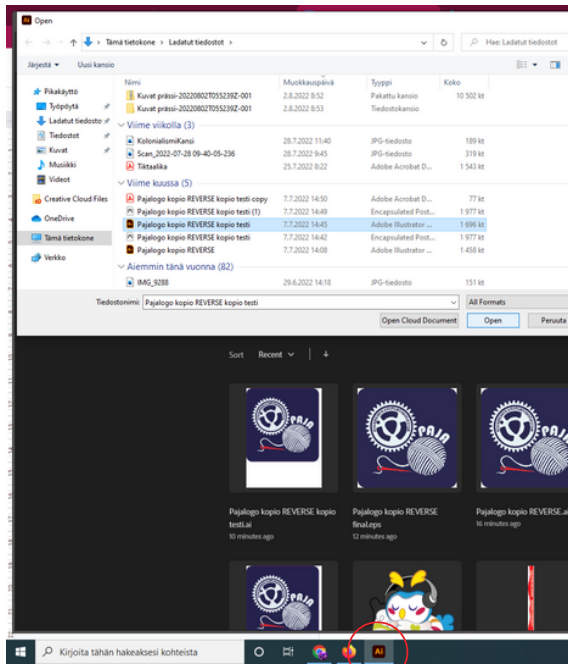 Ai Open
Tämä tietokone › Ladatut tiedostot ›
Hae: Ladatut tiedostot
Järjestä
Uusi kansio
Pikakäyttö
Työpöytä
Ladatut tiedosto
Tiedostot
Kuvat
Musiikki
Videot
Creative Cloud Files
OneDrive
Tämä tietokone
Verkko
Nimi Muokkauspäivä Tyyppi Koko
Kuvat prässi-20220802T055239Z-001 2.8.2022 8:52 Pakattu kansio 10 502 kt
Kuvat prässi-20220802T055239Z-001 2.8.2022 8:53 Tiedostokansio
Viime viikolla (3)
KolonialismiKansi 28.7.2022 11:40 JPG-tiedosto 189 kt
Scan_2022-07-28 09-40-05-236 28.7.2022 9:45 JPG-tiedosto 319 kt
Tiktaalika 25.7.2022 8:22 Adobe Acrobat D... 1 543 kt
Viime kuussa (5)
Pajalogo kopio REVERSE kopio testi copy 7.7.2022 14:50 Adobe Acrobat D... 77 kt
Pajalogo kopio REVERSE kopio testi (1) 7.7.2022 14:49 Encapsulated Post... 1 977 kt
Pajalogo kopio REVERSE kopio testi 7.7.2022 14:45 Adobe Illustrator ... 1 696 kt
Pajalogo kopio REVERSE kopio testi 7.7.2022 14:42 Encapsulated Post... 1 977 kt
Pajalogo kopio REVERSE 7.7.2022 14:08 Adobe Illustrator ... 1 458 kt
Aiemmin tänä vuonna (82)
IMG_9288 29.6.2022 14:18 JPG-tiedosto 151 kt
Tiedostonimi: Pajalogo kopio REVERSE kopio testi All Formats
Open Cloud Document Open Peruuta
Sort Recent
PAJA
PAJA
PAJA
Pajalogo kopio REVERSE kopio
testi.ai
10 minutes ago
Pajalogo kopio REVERSE
final.eps
12 minutes ago
Pajalogo kopio REVERSE.ai
16 minutes ago
PAJA
Kirjoita tähän hakeaksesi kohteista
Ai